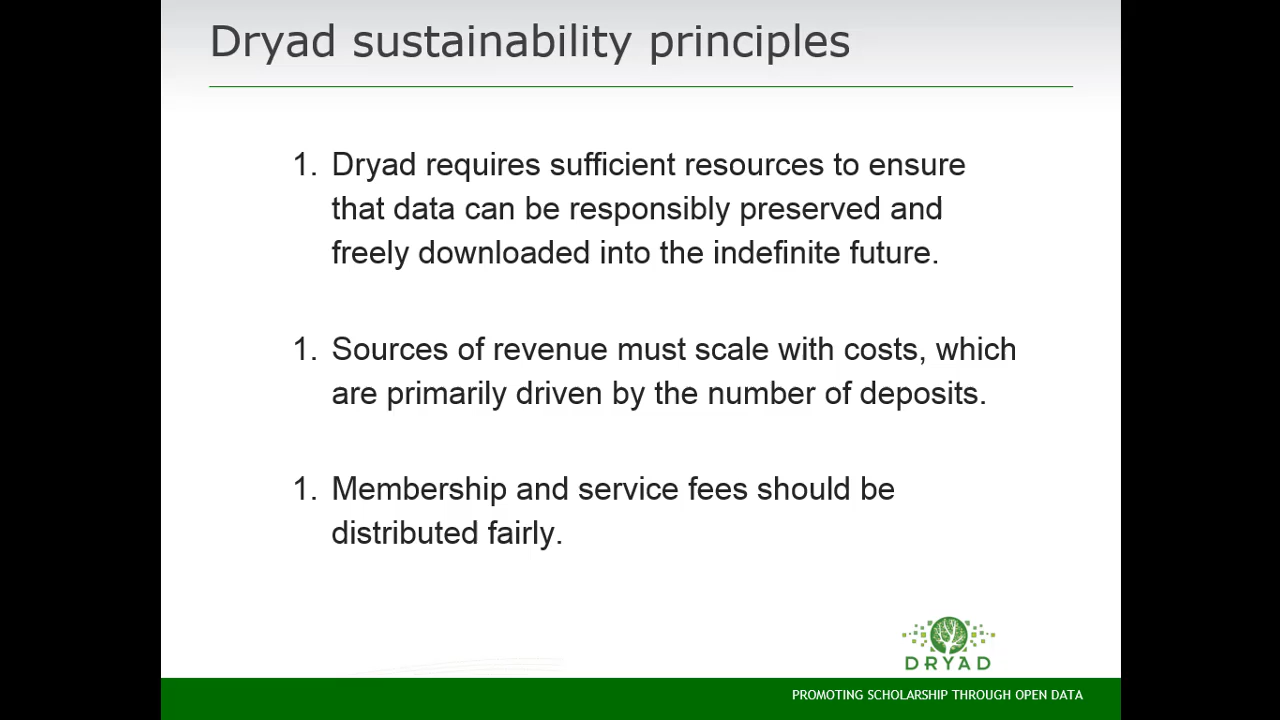 Dryad sustainability principles
1. Dryad requires sufficient resources to ensure
that data can be responsibly preserved and
freely downloaded into the indefinite future.
1. Sources of revenue must scale with costs, which
are primarily driven by the number of deposits.
1. Membership and service fees should be
distributed fairly.
DRYAD
PROMOTING SCHOLARSHIP THROUGH OPEN DATA